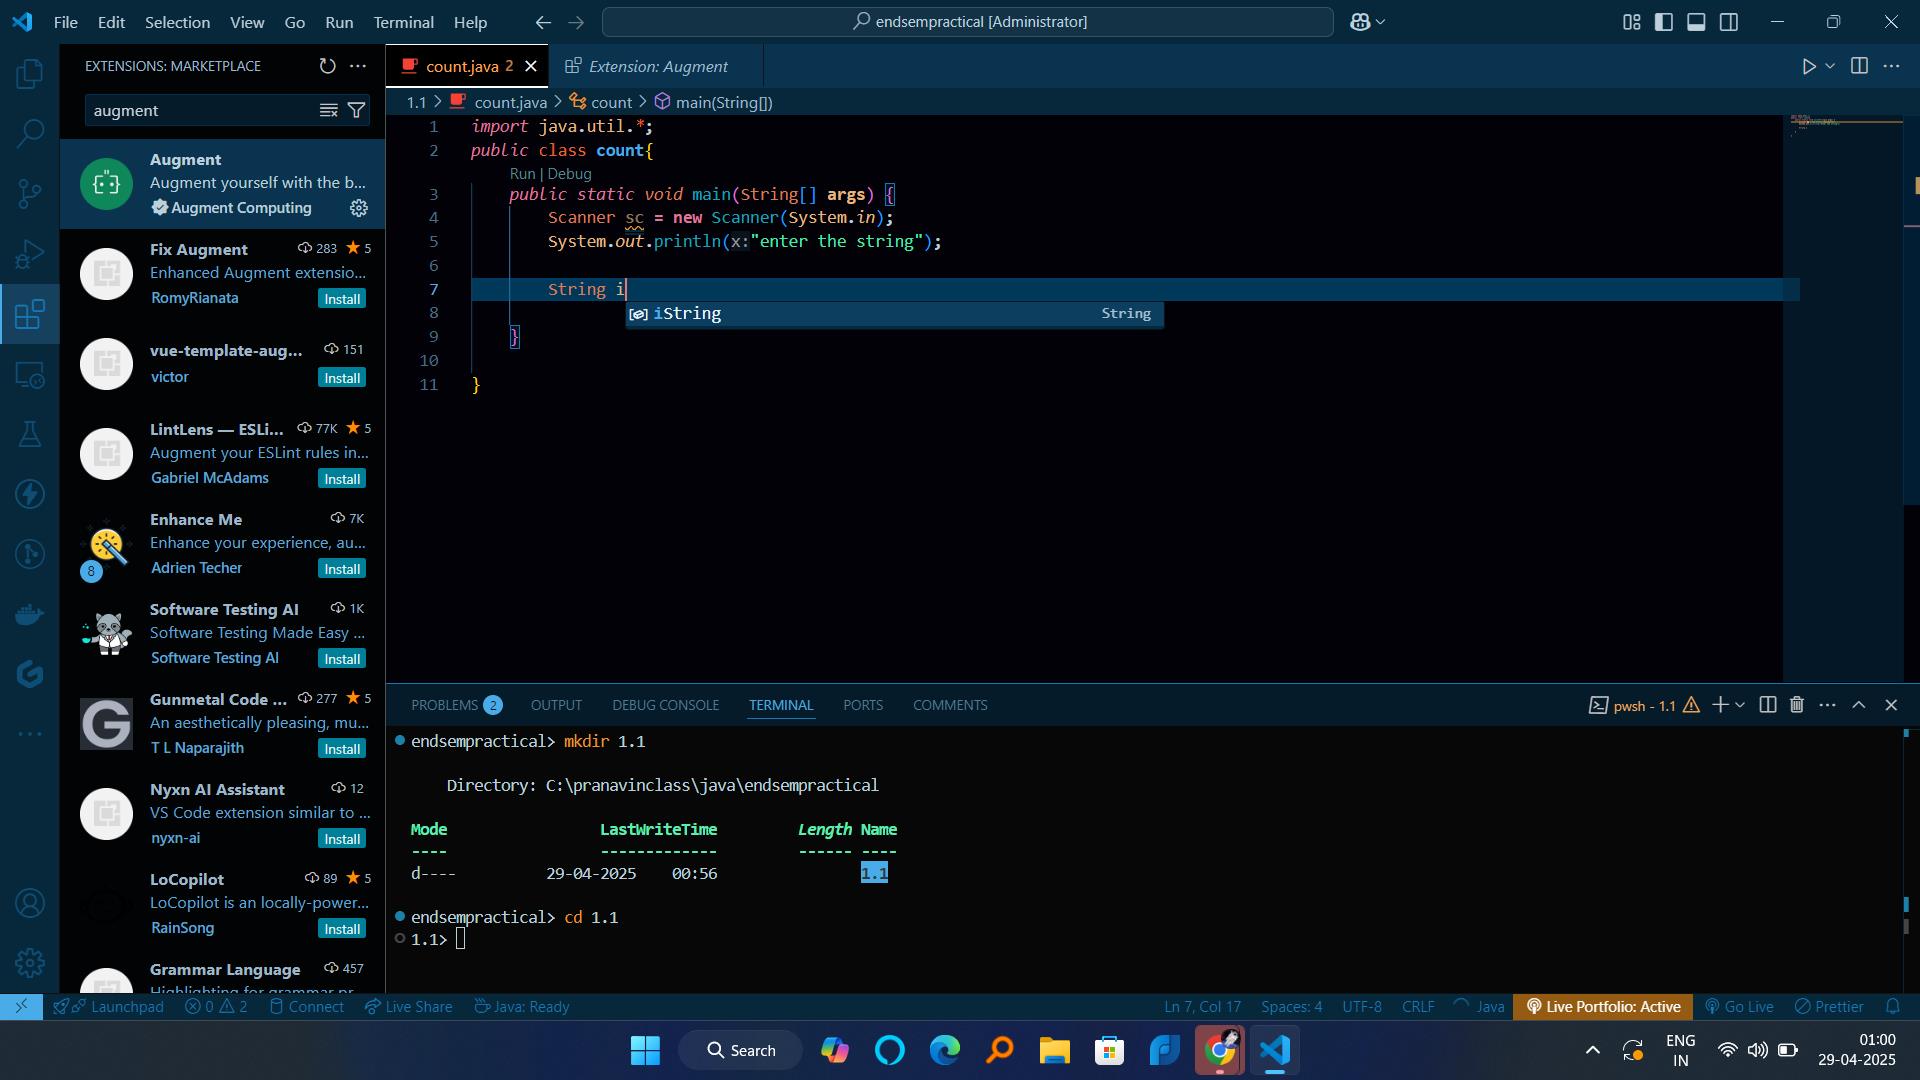 File Edit Selection View Go Run Terminal Help
endsempractical [Administrator]
EXTENSIONS: MARKETPLACE
augment
Augment
Augment yourself with the b...
Augment Computing
Fix Augment 283 5
Enhanced Augment extensio...
RomyRianata Install
vue-template-aug... 151
victor Install
LintLens — ESLi... 77K 5
Augment your ESLint rules in...
Gabriel McAdams Install
Enhance Me 7K
Enhance your experience, au...
8
Adrien Techer Install
Software Testing AI 1K
Software Testing Made Easy ...
Software Testing AI Install
Gunmetal Code ... 277 5
An aesthetically pleasing, mu...
T L Naparajith Install
Nyxn AI Assistant 12
VS Code extension similar to ...
nyxn-ai Install
LoCopilot 89 5
LoCopilot is an locally-power...
RainSong Install
Grammar Language 457
count.java 2
Extension: Augment
1.1 > count.java > count > main(String[])
1 import java.util.*;
2 public class count{
Run | Debug
3 public static void main(String[] args) {
4 Scanner sc = new Scanner(System.in);
5 System.out.println(x:"enter the string");
6
7 String i
iString String
8
9 }
10
11 }
PROBLEMS 2 OUTPUT DEBUG CONSOLE TERMINAL PORTS COMMENTS
pwsh - 1.1
endsempractical> mkdir 1.1
Directory: C:\pranavinclass\java\endsempractical
Mode LastWriteTime Length Name
---- ------------- ------ ----
d---- 29-04-2025 00:56 1.1
endsempractical> cd 1.1
1.1>
Launchpad 0 2 Connect Live Share Java: Ready
Ln 7, Col 17 Spaces: 4 UTF-8 CRLF Java Live Portfolio: Active Go Live Prettier
Search
ENG
IN
01:00
29-04-2025